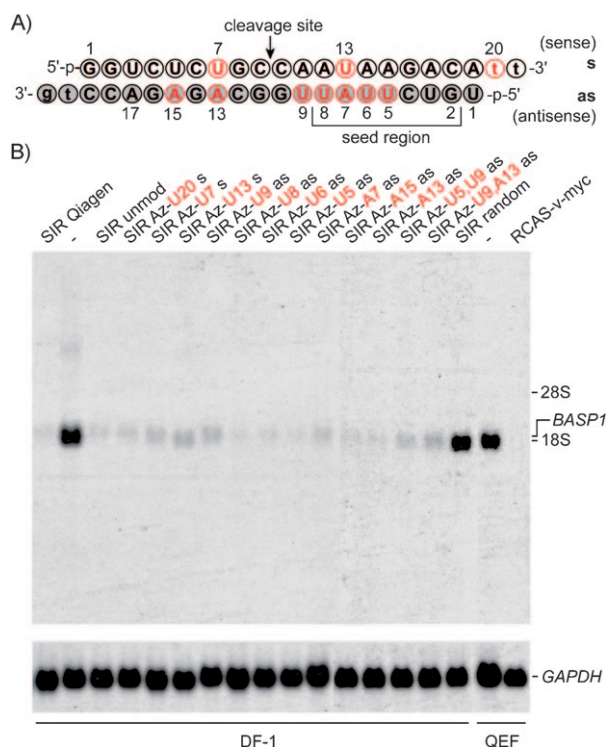 A)
cleavage site
1 7 13 20 (sense)
5'-p-GGUCUCUGCCAAUAAGACAtt-3' s
3'-gtCCAGAGACGGUUAUUCUGU-p-5' as
17 15 13 9 8 7 6 5 2 1 (antisense)
seed region
B)
SIR Qiagen
-
SIR unmod
SIR Az-U20 s
SIR Az-U7 s
SIR Az-U13 s
SIR Az-U9 as
SIR Az-U8 as
SIR Az-U6 as
SIR Az-U5 as
SIR Az-A7 as
SIR Az-A15 as
SIR Az-A13 as
SIR Az-U5,U9 as
SIR Az-U9,A13 as
SIR random
-
RCAS-v-myc
28S
BASP1
18S
GAPDH
DF-1 QEF